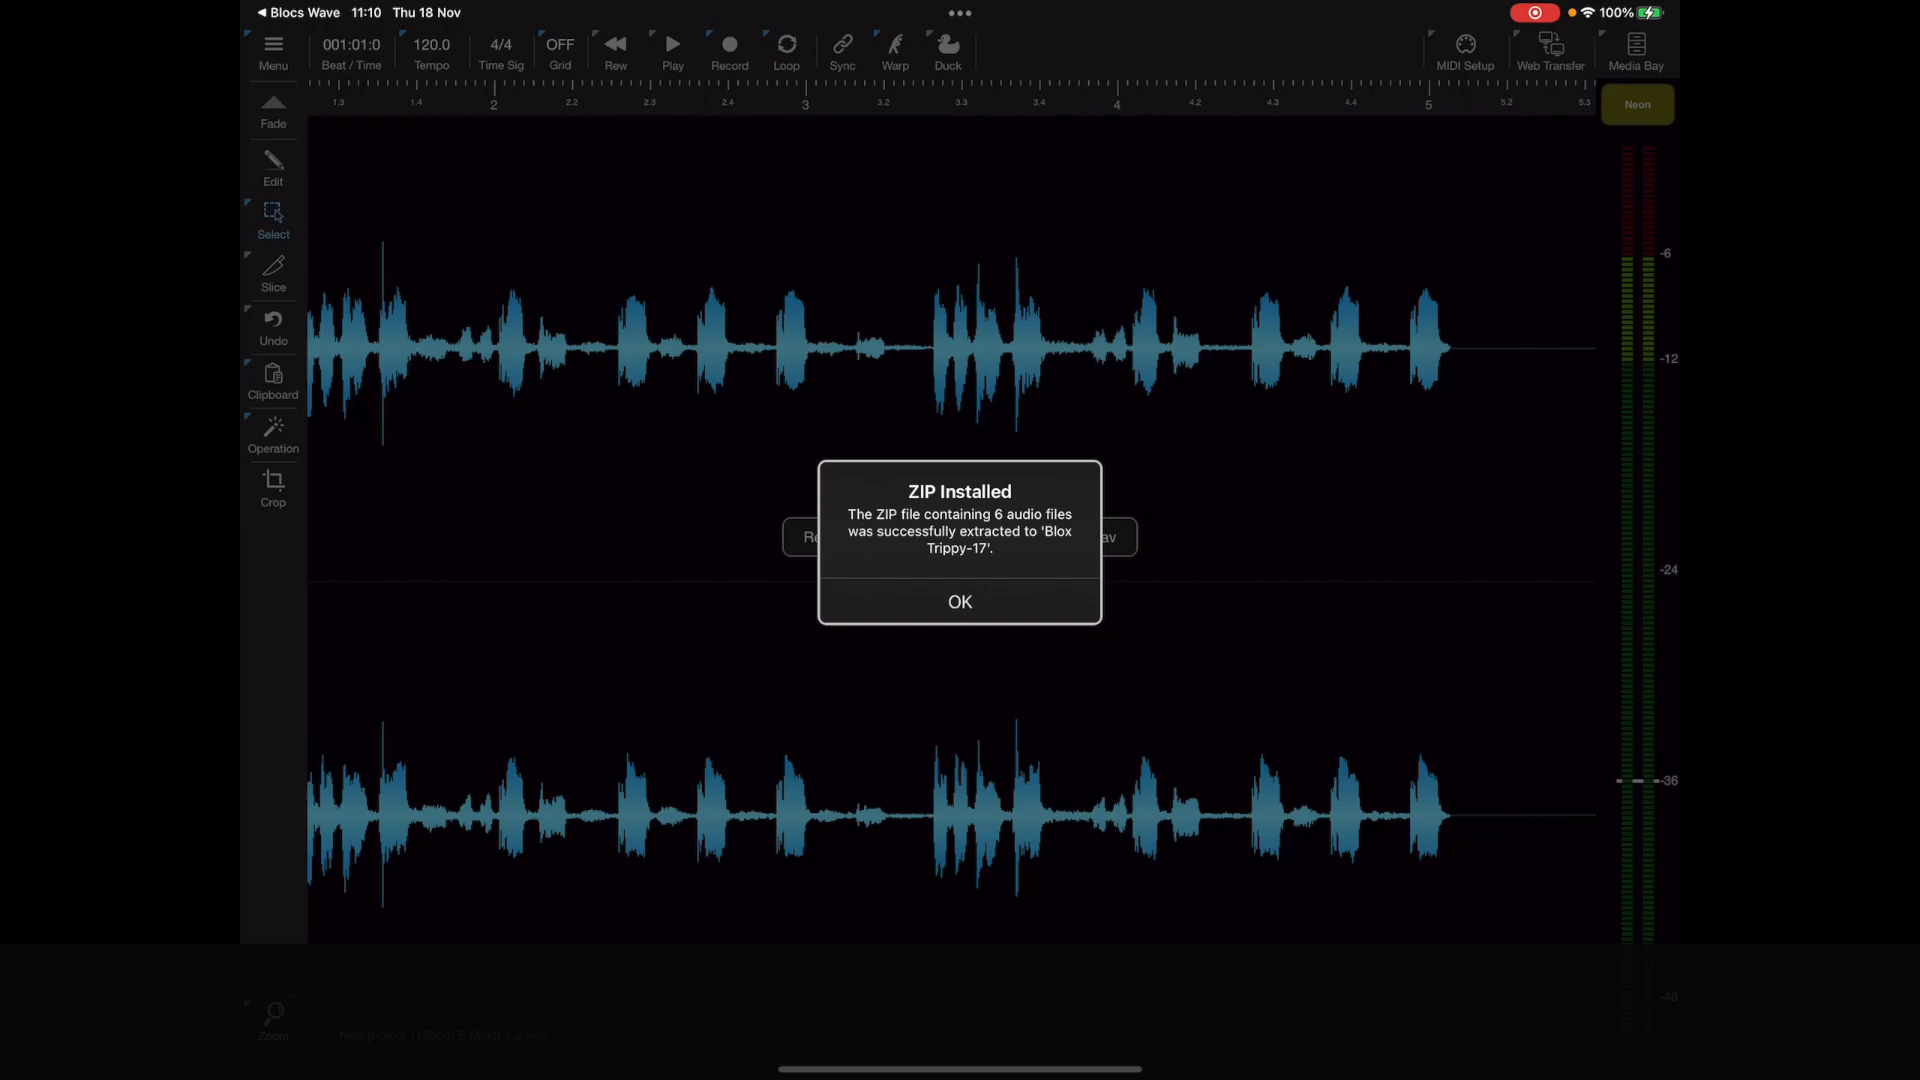 ◀ Blocs Wave 11:10 Thu 18 Nov
100%
Menu
001:01:0
Beat / Time
120.0
Tempo
4/4
Time Sig
OFF
Grid
Rew
Play
Record
Loop
Sync
Warp
Duck
MIDI Setup
Web Transfer
Media Bay
1.3 1.4 2 2.2 2.3 2.4 3 3.2 3.3 3.4 4 4.2 4.3 4.4 5 5.2 5.3
Neon
Fade
Edit
Select
Slice
Undo
Clipboard
Operation
Crop
Zoom
-6
-12
-24
-36
-48
ZIP Installed
The ZIP file containing 6 audio files
was successfully extracted to 'Blox
Trippy-17'.
OK
Re
av